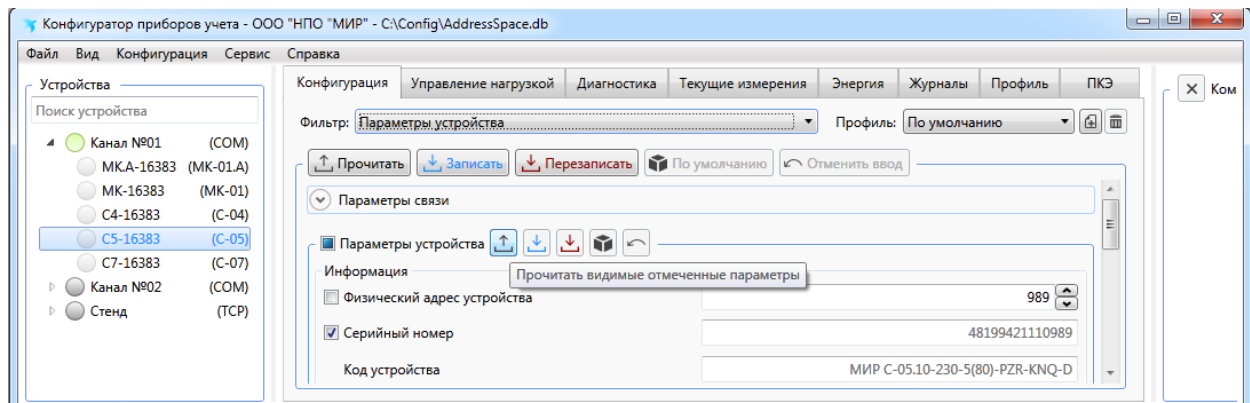 Конфигуратор приборов учета - ООО "НПО "МИР" - C:\Config\AddressSpace.db
Файл Вид Конфигурация Сервис Справка
Устройства
Поиск устройства
Канал №01 (COM)
МК.А-16383 (МК-01.А)
МК-16383 (МК-01)
С4-16383 (С-04)
С5-16383 (С-05)
С7-16383 (С-07)
Канал №02 (COM)
Стенд (TCP)
Конфигурация Управление нагрузкой Диагностика Текущие измерения Энергия Журналы Профиль ПКЭ
Фильтр: Параметры устройства Профиль: По умолчанию
Прочитать Записать Перезаписать По умолчанию Отменить ввод
Параметры связи
Параметры устройства
Прочитать видимые отмеченные параметры
Информация
Физический адрес устройства 989
Серийный номер 48199421110989
Код устройства МИР С-05.10-230-5(80)-PZR-KNQ-D
Ком